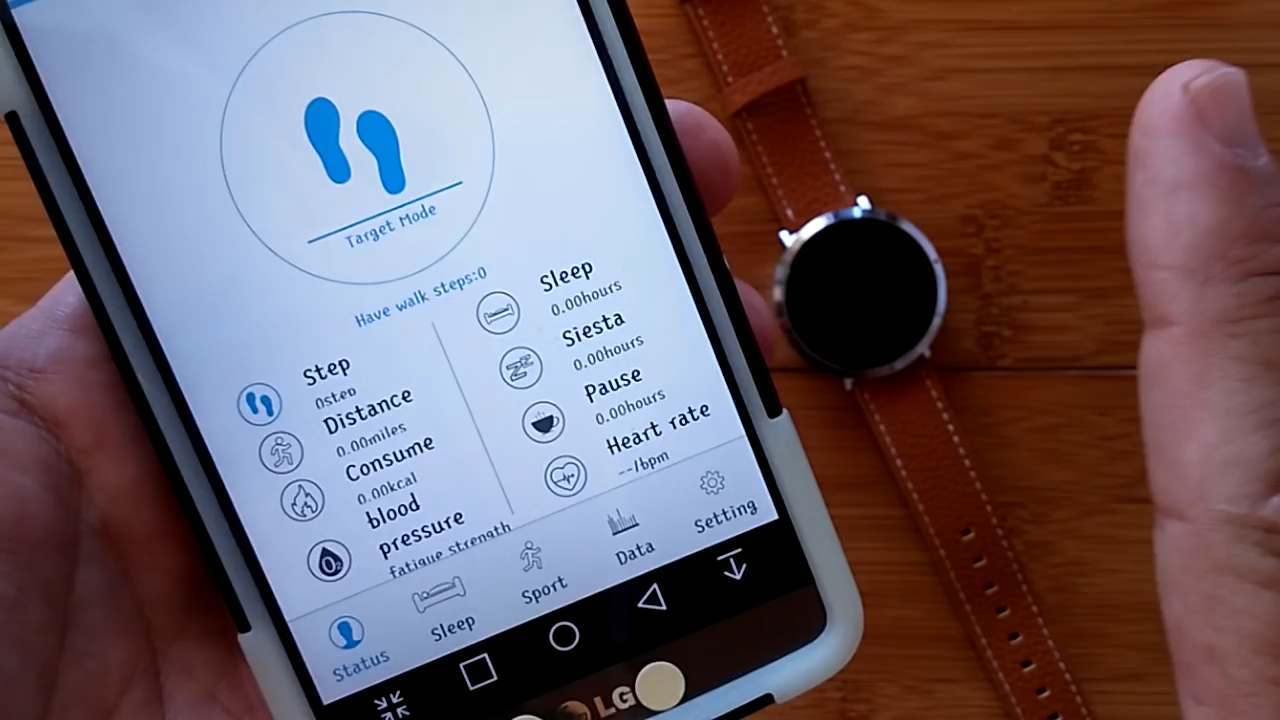 Target Mode
Have walk steps:0
Step
0step
Distance
0.00miles
Consume
0.00kcal
blood
pressure
fatigue strength
Sleep
0.00hours
Siesta
0.00hours
Pause
0.00hours
Heart rate
--/bpm
O₂
Status
Sleep
Sport
Data
Setting
LG